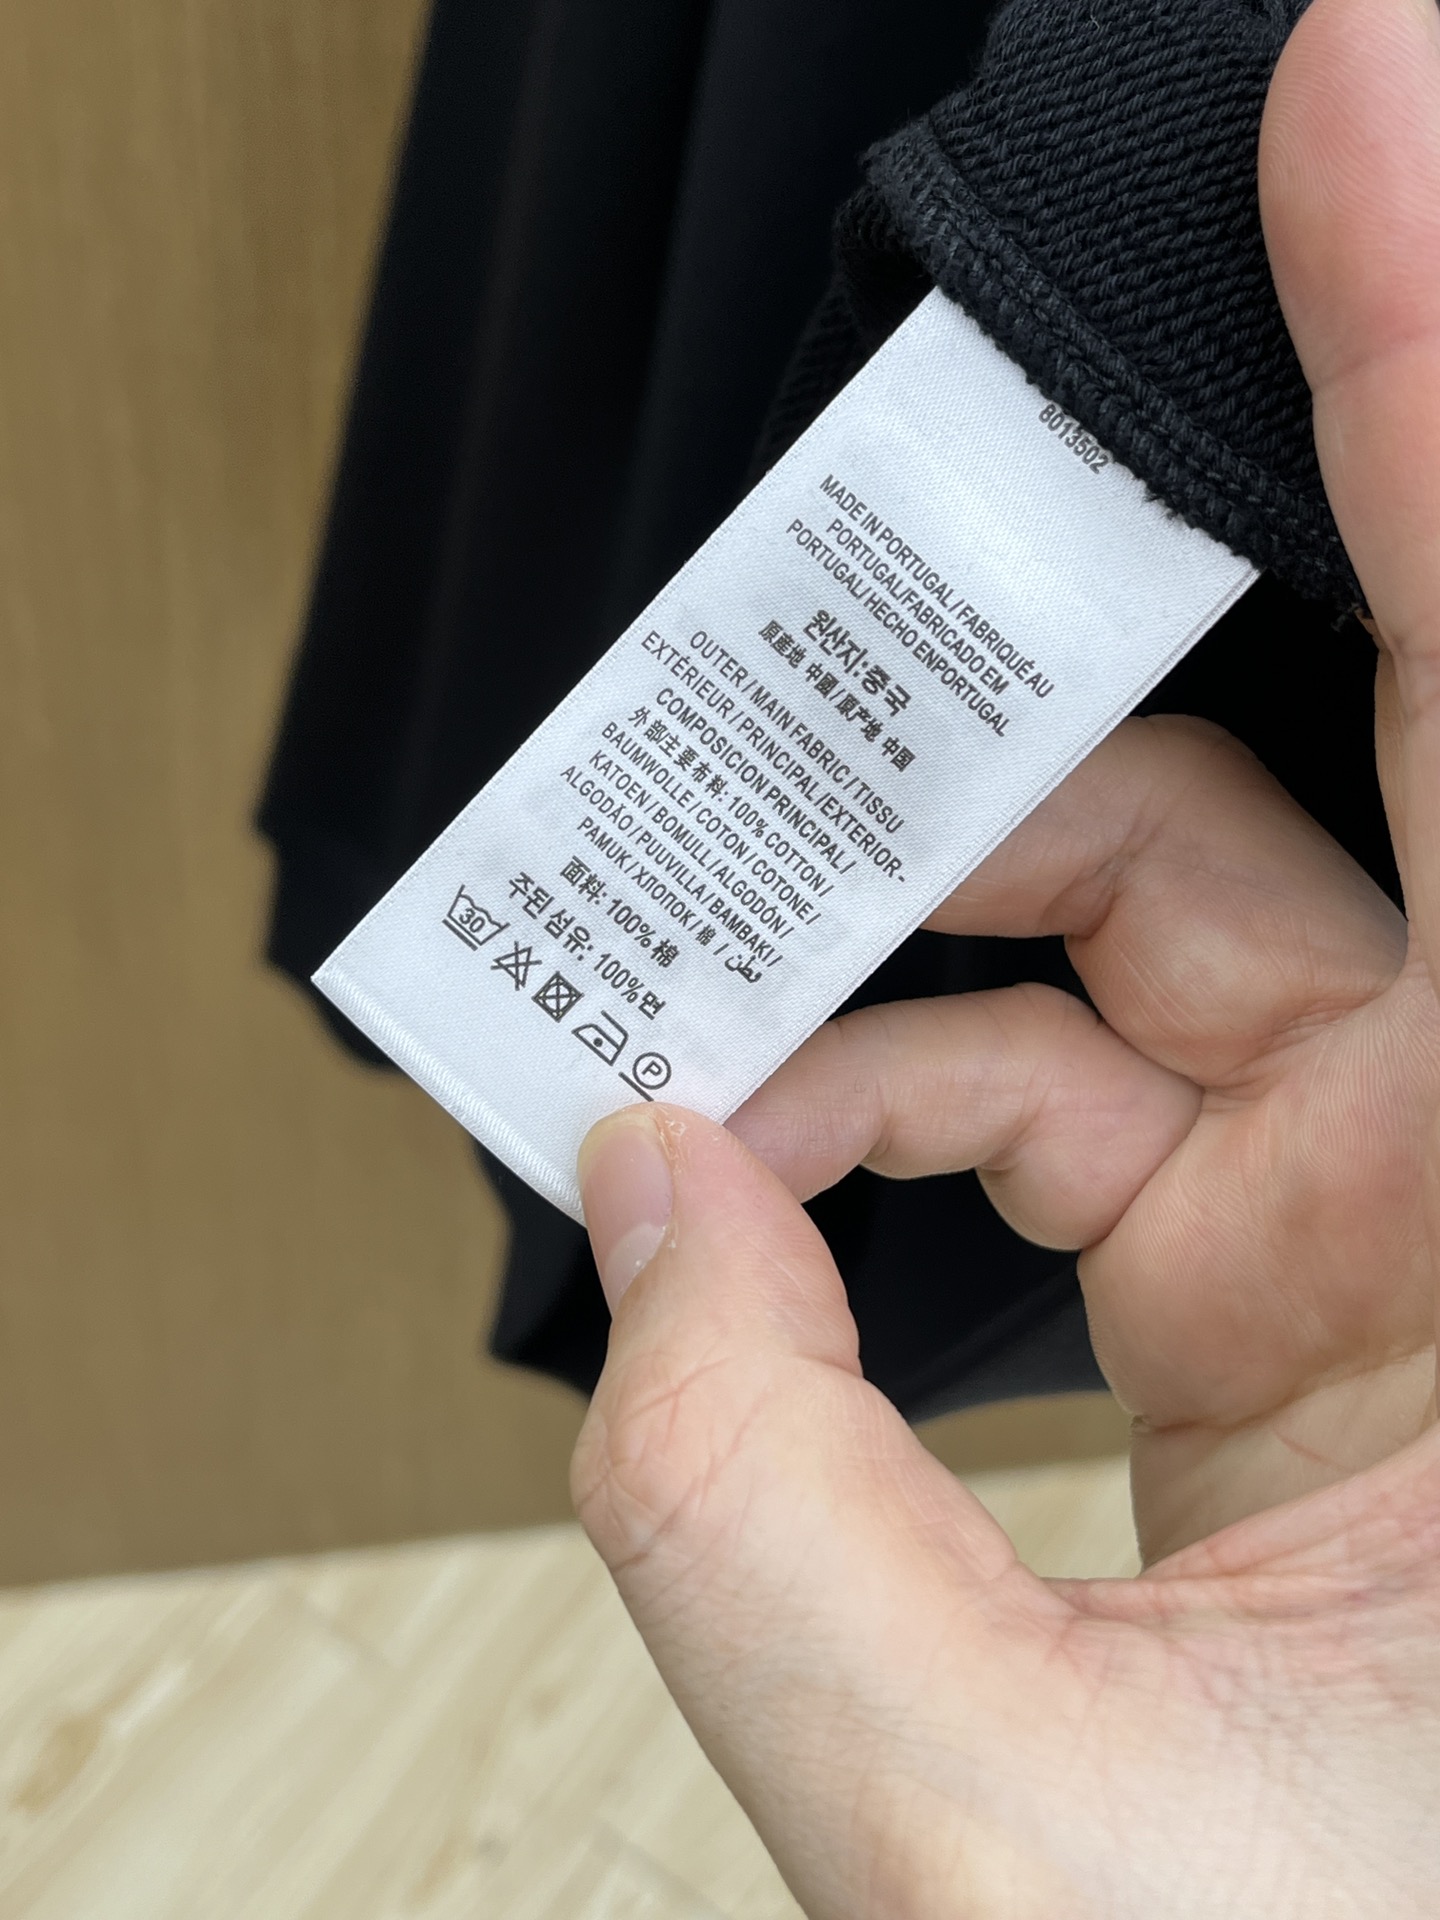 8013502
MADE IN PORTUGAL / FABRIQUÉ AU
PORTUGAL/FABRICADO EM
PORTUGAL/HECHO ENPORTUGAL
원산지:중국
原産地 中國/原产地 中国
OUTER / MAIN FABRIC / TISSU
EXTÉRIEUR / PRINCIPAL /EXTERIOR-
COMPOSICION PRINCIPAL/
外部主要布料: 100% COTTON /
BAUMWOLLE / COTON / COTONE /
KATOEN / BOMULL / ALGODÓN /
ALGODÃO / PUUVILLA / BAMBAKI /
PAMUK / ХΠΟΠΟΚ / 棉 / قطن
面料: 100% 棉
주된 섬유: 100% 면
30
P